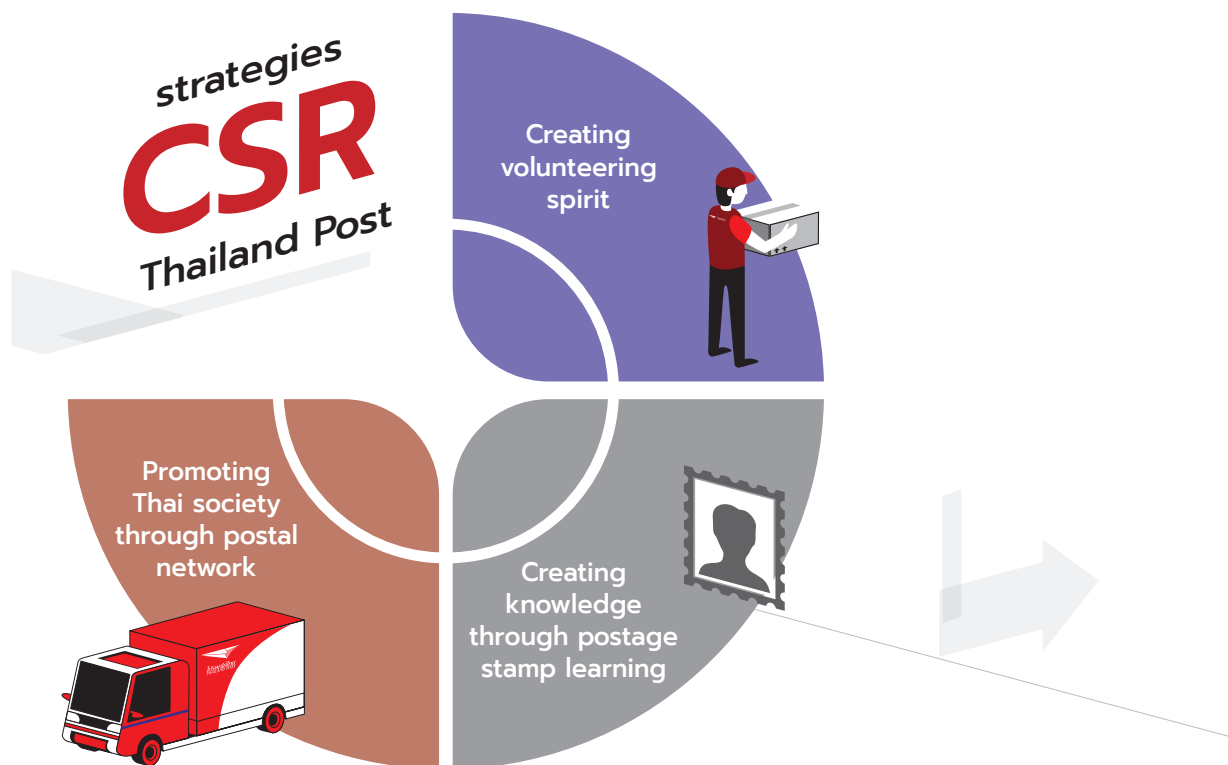 strategies
CSR
Thailand Post
Creating
volunteering
spirit
Promoting
Thai society
through postal
network
Creating
knowledge
through postage
stamp learning